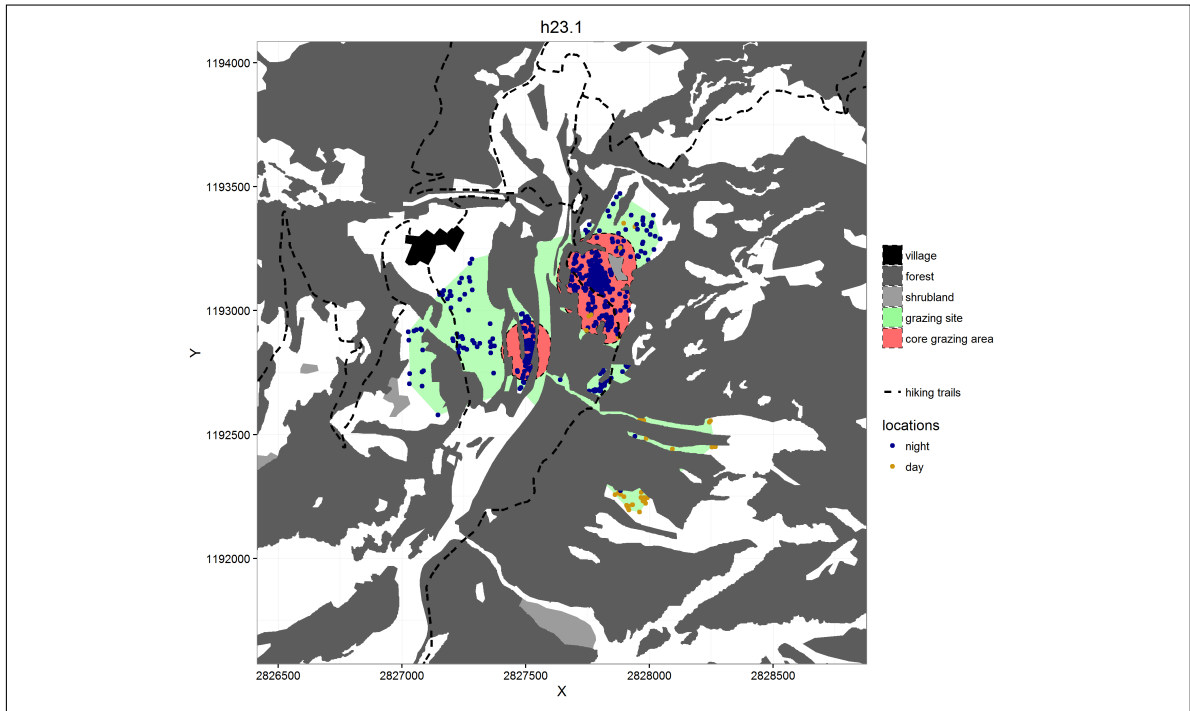 h23.1
1194000
1193500
1193000
1192500
1192000
Y
2826500 2827000 2827500 2828000 2828500
X
village
forest
shrubland
grazing site
core grazing area
hiking trails
locations
night
day